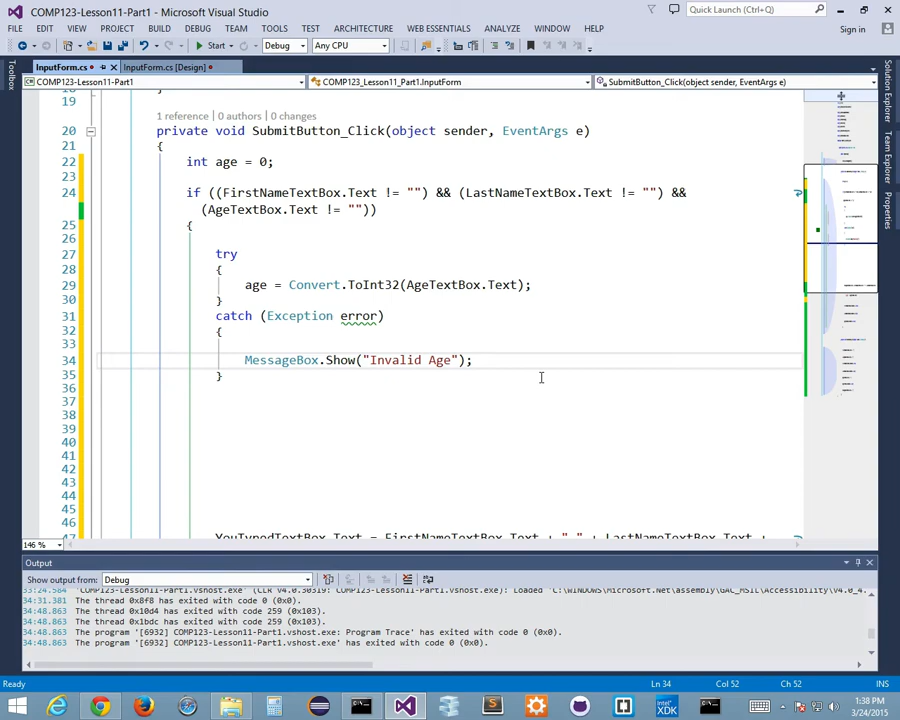 COMP123-Lesson11-Part1 - Microsoft Visual Studio
Quick Launch (Ctrl+Q)
FILE EDIT VIEW PROJECT BUILD DEBUG TEAM TOOLS TEST ARCHITECTURE WEB ESSENTIALS ANALYZE WINDOW HELP
Sign in
Start Debug Any CPU
InputForm.cs InputForm.cs [Design]
COMP123-Lesson11-Part1 COMP123_Lesson_11_Part1.InputForm SubmitButton_Click(object sender, EventArgs e)
Toolbox
Solution Explorer
Team Explorer
Properties
18 }
19
1 reference | 0 authors | 0 changes
20 private void SubmitButton_Click(object sender, EventArgs e)
21 {
22 int age = 0;
23
24 if ((FirstNameTextBox.Text != "") && (LastNameTextBox.Text != "") &&
(AgeTextBox.Text != ""))
25 {
26
27 try
28 {
29 age = Convert.ToInt32(AgeTextBox.Text);
30 }
31 catch (Exception error)
32 {
33
34 MessageBox.Show("Invalid Age");
35 }
36
37
38
39
40
41
42
43
44
45
46
47 YouTypedTextBox.Text = FirstNameTextBox.Text + " " + LastNameTextBox.Text +
146 %
Output
Show output from: Debug
34:31.381 The thread 0x8f8 has exited with code 0 (0x0).
34:48.863 The thread 0x10d4 has exited with code 259 (0x103).
34:48.863 The thread 0x1bdc has exited with code 259 (0x103).
34:48.863 The program '[6932] COMP123-Lesson11-Part1.vshost.exe: Program Trace' has exited with code 0 (0x0).
34:48.863 The program '[6932] COMP123-Lesson11-Part1.vshost.exe' has exited with code 0 (0x0).
Ready Ln 34 Col 52 Ch 52 INS
intel XDK
1:38 PM
3/24/2015